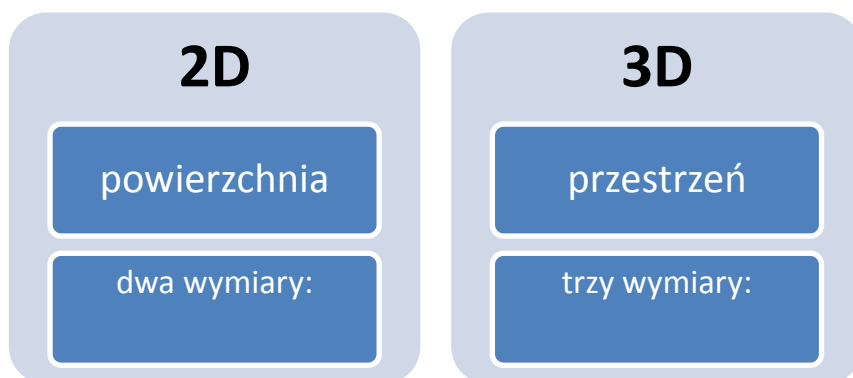 2D
powierzchnia
dwa wymiary:
3D
przestrzeń
trzy wymiary: